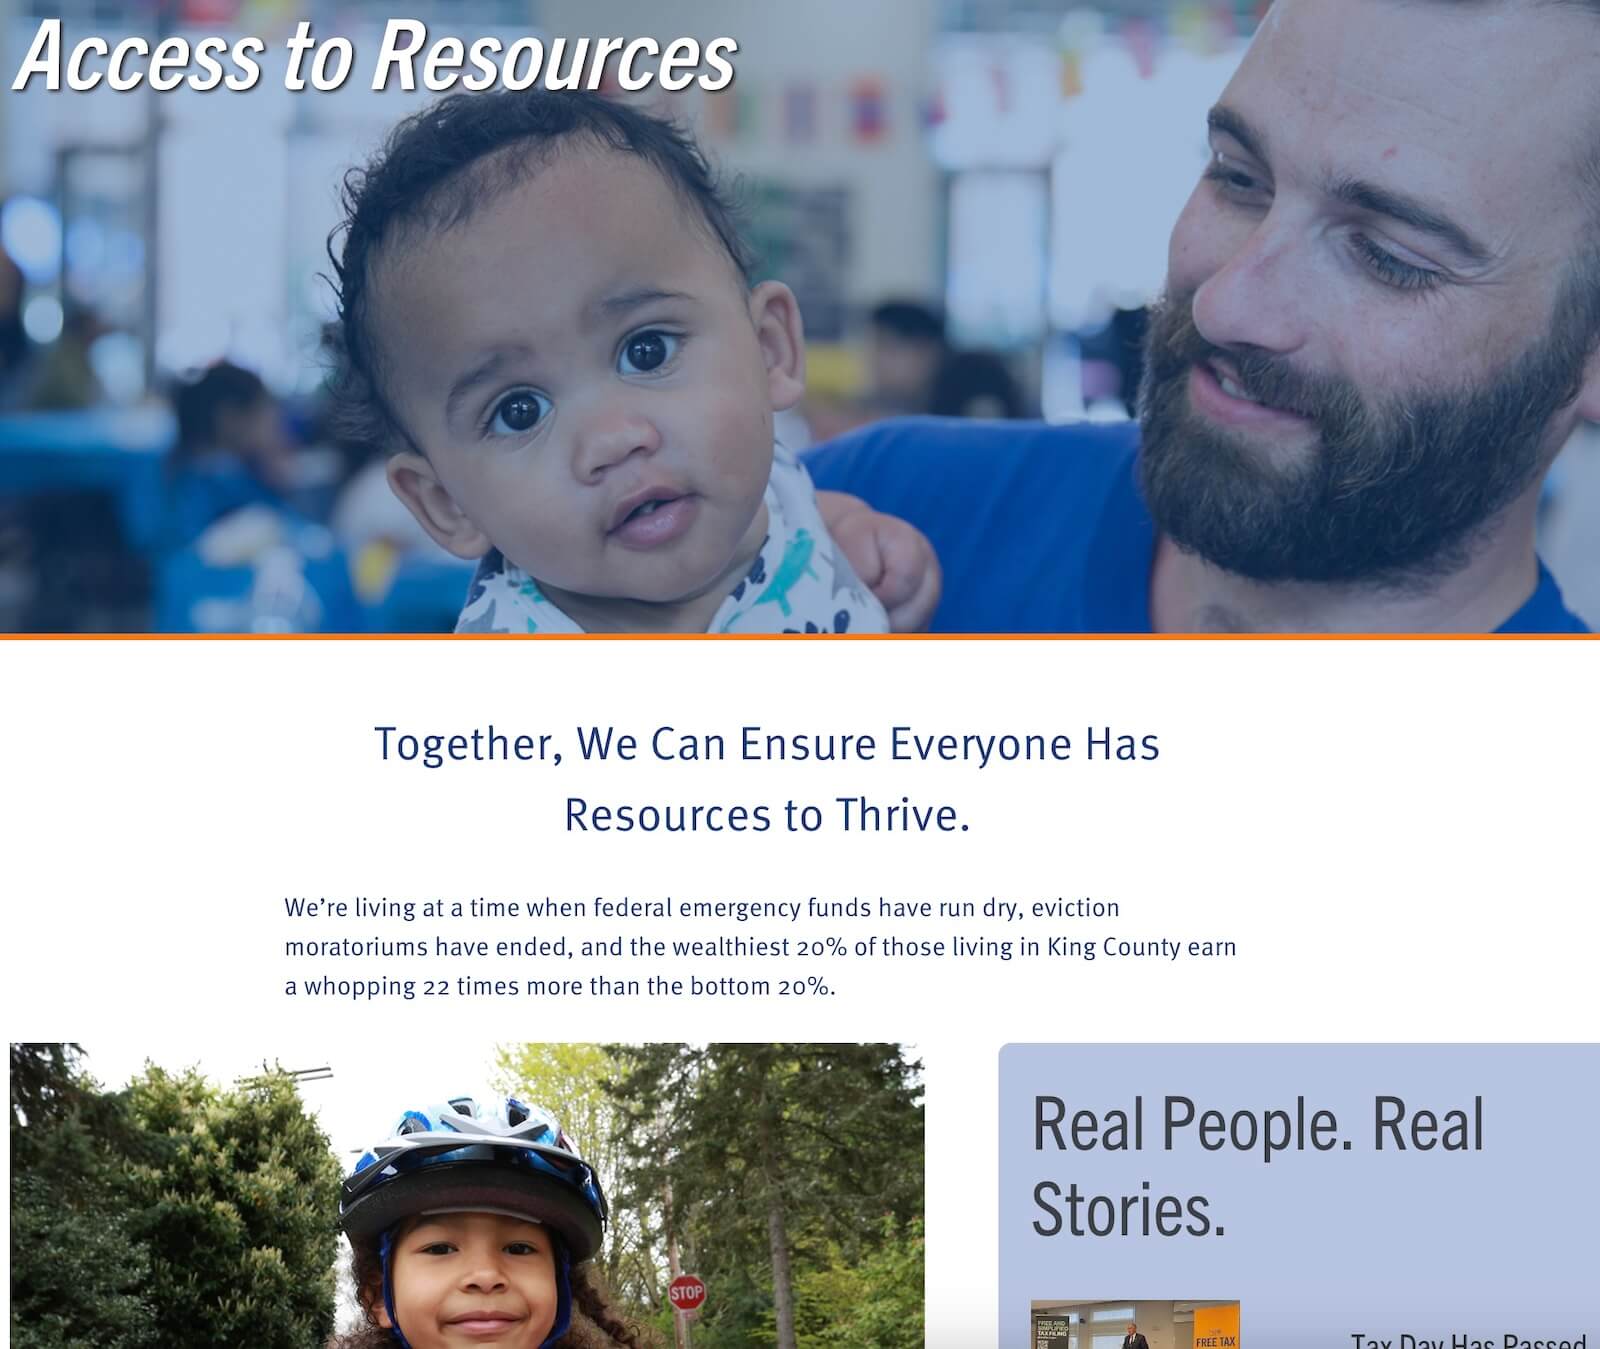 Access to Resources
Together, We Can Ensure Everyone Has
Resources to Thrive.
We’re living at a time when federal emergency funds have run dry, eviction
moratoriums have ended, and the wealthiest 20% of those living in King County earn
a whopping 22 times more than the bottom 20%.
STOP
Real People. Real
Stories.
FREE AND
SIMPLIFIED
TAX FILING
FREE TAX
Tax Day Has Passed